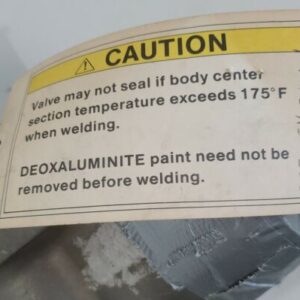 ⚠ CAUTION
Valve may not seal if body center
section temperature exceeds 175°F
when welding.
DEOXALUMINITE paint need not be
removed before welding.